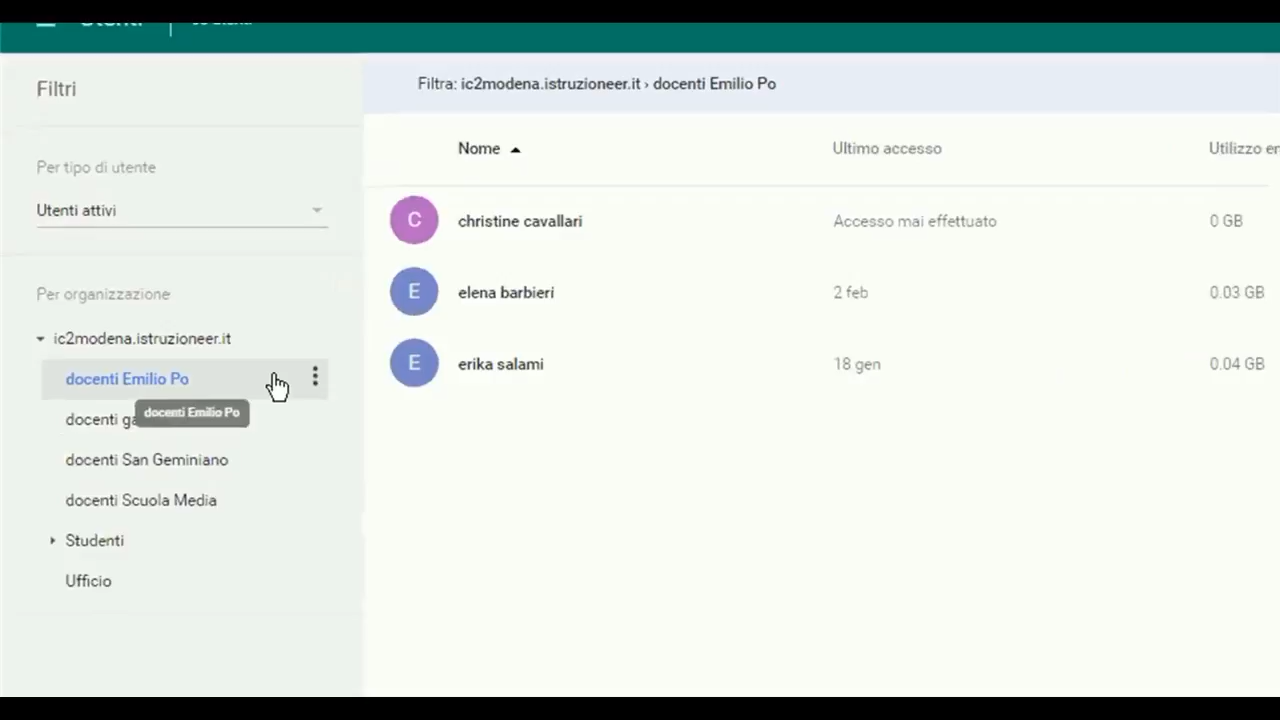 Utenti
Filtri
Filtra: ic2modena.istruzioneer.it › docenti Emilio Po
Per tipo di utente
Utenti attivi
Per organizzazione
ic2modena.istruzioneer.it
docenti Emilio Po
docenti Emilio Po
docenti
docenti San Geminiano
docenti Scuola Media
Studenti
Ufficio
Nome Ultimo accesso Utilizzo
C christine cavallari Accesso mai effettuato 0 GB
E elena barbieri 2 feb 0.03 GB
E erika salami 18 gen 0.04 GB